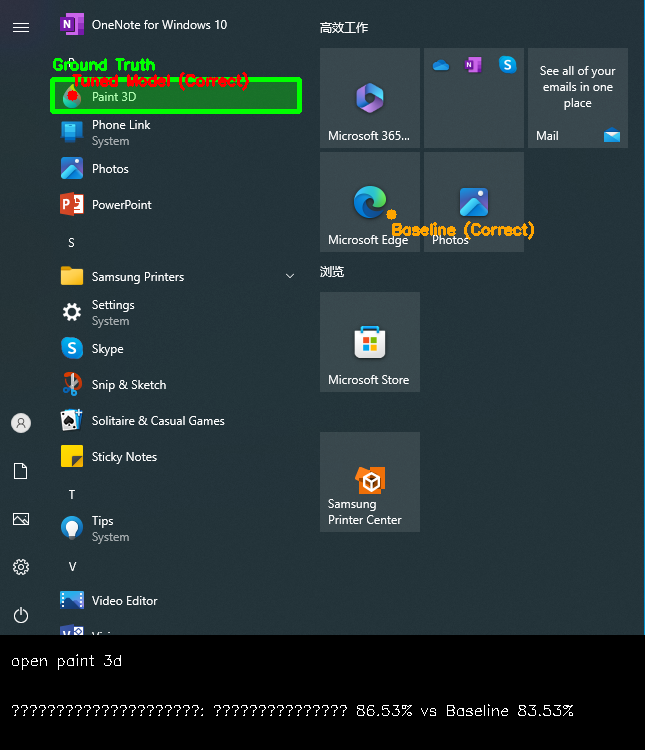 OneNote for Windows 10
Ground Truth
Tuned Model (Correct)
Paint 3D
Phone Link
System
Photos
PowerPoint
S
Samsung Printers
Settings
System
Skype
Snip & Sketch
Solitaire & Casual Games
Sticky Notes
T
Tips
System
V
Video Editor
高效工作
Microsoft 365...
See all of your
emails in one
place
Mail
Microsoft Edge
Baseline (Correct)
Photos
浏览
Microsoft Store
Samsung
Printer Center
open paint 3d
?????????????????????: ??????????????? 86.53% vs Baseline 83.53%